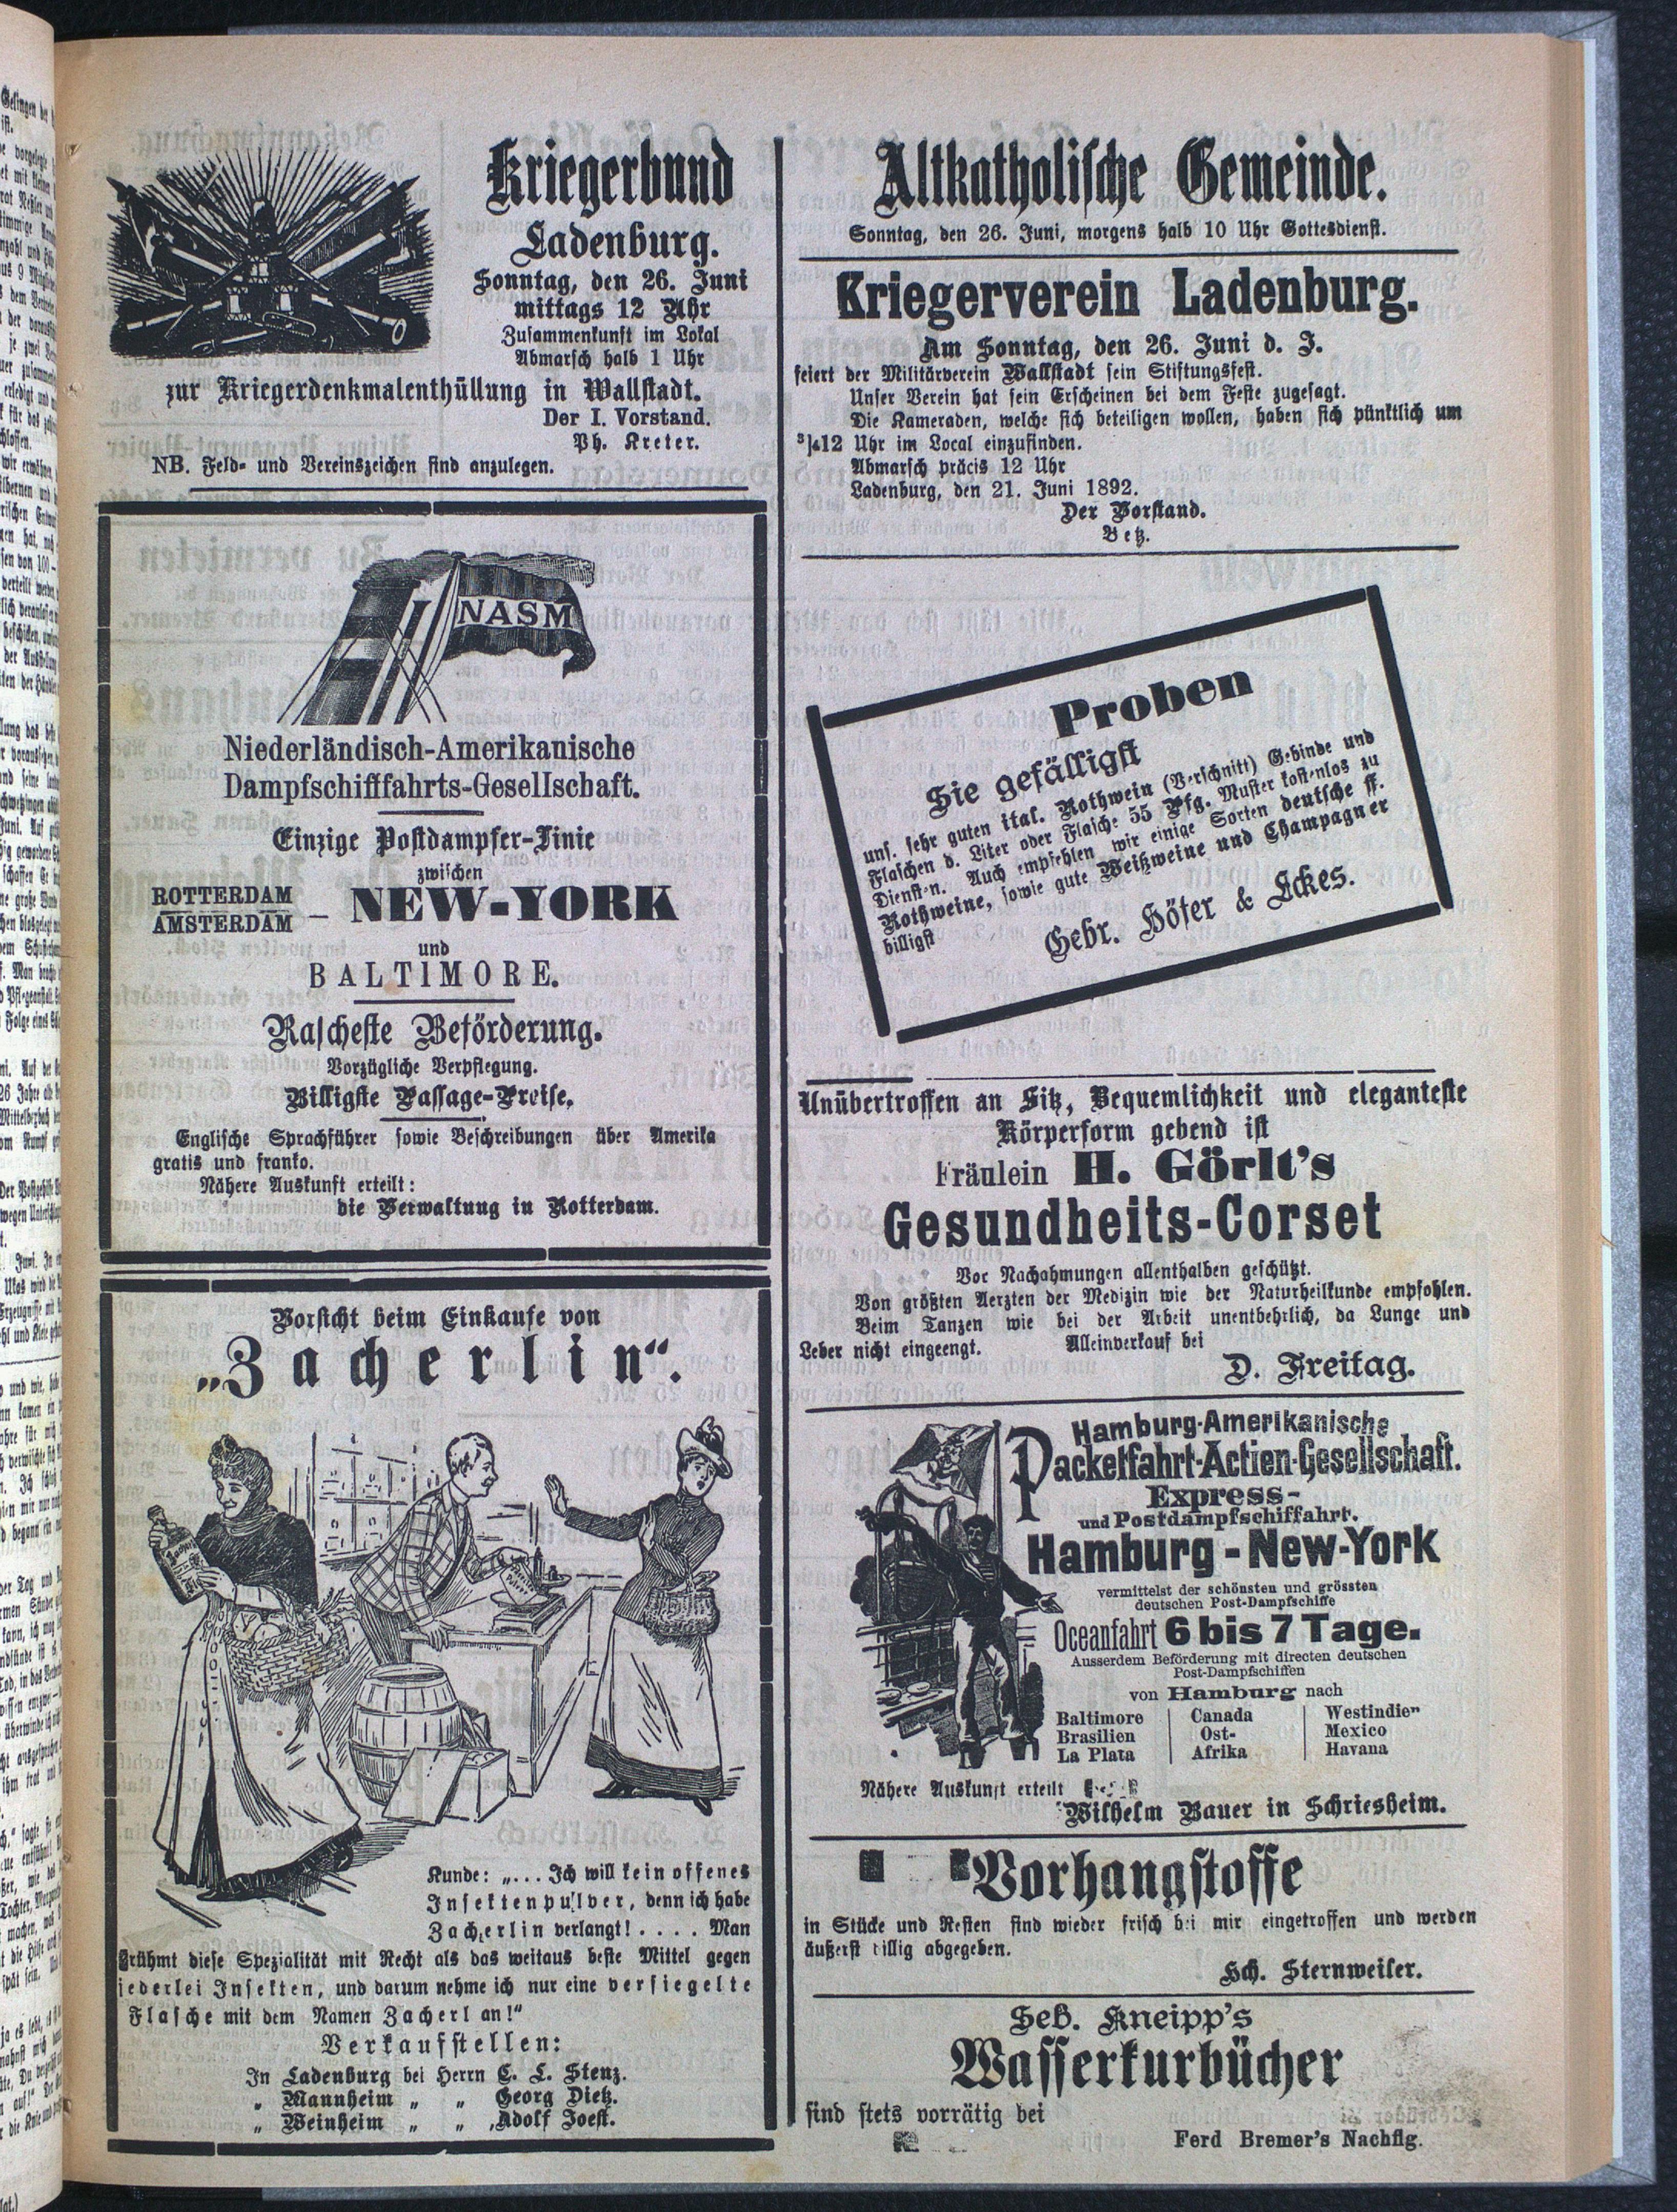 Kriegerbund
Ladenburg.
Sonntag, den 26. Juni
mittags 12 Uhr
Zusammenkunft im Lokal
Abmarsch halb 1 Uhr
zur Kriegerdenkmalenthüllung in Wallstadt.
Der I. Vorstand.
Ph. Kreter.
NB. Feld- und Vereinszeichen sind anzulegen.
NASM
Niederländisch-Amerikanische
Dampfschifffahrts-Gesellschaft.
Einzige Postdampfer-Linie
zwischen
ROTTERDAM
AMSTERDAM – NEW-YORK
und
BALTIMORE.
Rascheste Beförderung.
Vorzügliche Verpflegung.
Billigste Passage-Preise.
Englische Sprachführer sowie Beschreibungen über Amerika
gratis und franko.
Nähere Auskunft erteilt:
die Verwaltung in Rotterdam.
Vorsicht beim Einkaufe von
„Zacherlin“.
Kunde: „... Ich will kein offenes
Insektenpulver, denn ich habe
Zacherlin verlangt! .... Man
rühmt diese Spezialität mit Recht als das weitaus beste Mittel gegen
jederlei Insekten, und darum nehme ich nur eine versiegelte
Flasche mit dem Namen Zacherl an!“
Verkaufstellen:
In Ladenburg bei Herrn C. L. Stenz.
„ Mannheim „ „ Georg Dietz.
„ Weinheim „ „ Adolf Joest.
Altkatholische Gemeinde.
Sonntag, den 26. Juni, morgens halb 10 Uhr Gottesdienst.
Kriegerverein Ladenburg.
Am Sonntag, den 26. Juni d. J.
feiert der Militärverein Wallstadt sein Stiftungsfest.
Unser Verein hat sein Erscheinen bei dem Feste zugesagt.
Die Kameraden, welche sich beteiligen wollen, haben sich pünktlich um
¾12 Uhr im Local einzufinden.
Abmarsch präcis 12 Uhr
Ladenburg, den 21. Juni 1892.
Der Vorstand.
Betz.
Proben
Sie gefälligst
uns. sehr guten ital. Rothwein (Verschnitt) Gebinde und
Flaschen d. Liter oder Flasche 55 Pfg. Muster kostenlos zu
Diensten. Auch empfehlen wir einige Sorten deutsche ff.
Rothweine, sowie gute Weißweine und Champagner
billigst
Gebr. Höfer & Eckes.
Unübertroffen an Sitz, Bequemlichkeit und eleganteste
Körperform gebend ist
Fräulein H. Görlt's
Gesundheits-Corset
Vor Nachahmungen allenthalben geschützt.
Von größten Aerzten der Medizin wie der Naturheilkunde empfohlen.
Beim Tanzen wie bei der Arbeit unentbehrlich, da Lunge und
Leber nicht eingeengt. Alleinverkauf bei
D. Freitag.
Hamburg-Amerikanische
Packetfahrt-Actien-Gesellschaft.
Express-
und Postdampfschiffahrt.
Hamburg - New-York
vermittelst der schönsten und grössten
deutschen Post-Dampfschiffe
Oceanfahrt 6 bis 7 Tage.
Ausserdem Beförderung mit directen deutschen
Post-Dampfschiffen
von Hamburg nach
Baltimore Canada Westindien
Brasilien Ost- Mexico
La Plata Afrika Havana
Nähere Auskunft erteilt
Wilhelm Bauer in Schriesheim.
Vorhangstoffe
in Stücke und Resten sind wieder frisch bei mir eingetroffen und werden
äußerst billig abgegeben.
Hch. Sternweiler.
Seb. Kneipp's
Wasserkurbücher
sind stets vorrätig bei
Ferd Bremer's Nachflg.